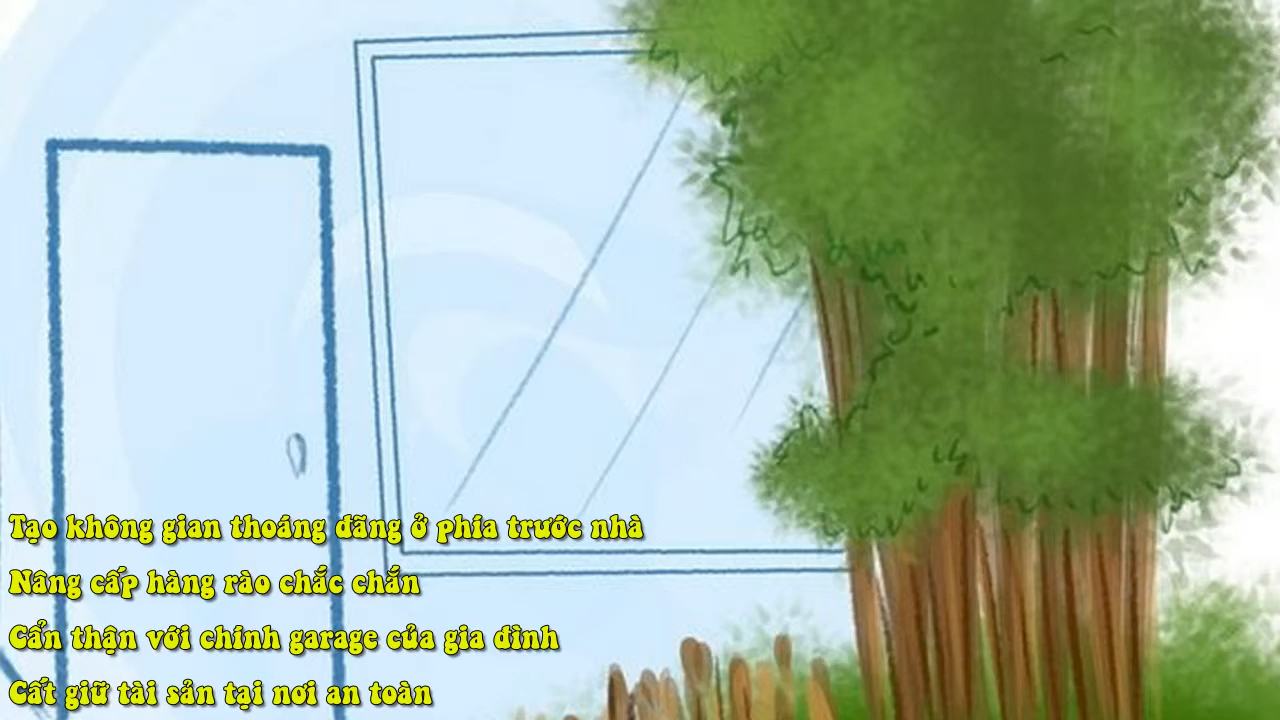 Tạo không gian thoáng đãng ở phía trước nhà
Nâng cấp hàng rào chắc chắn
Cẩn thận với chính garage của gia đình
Cất giữ tài sản tại nơi an toàn